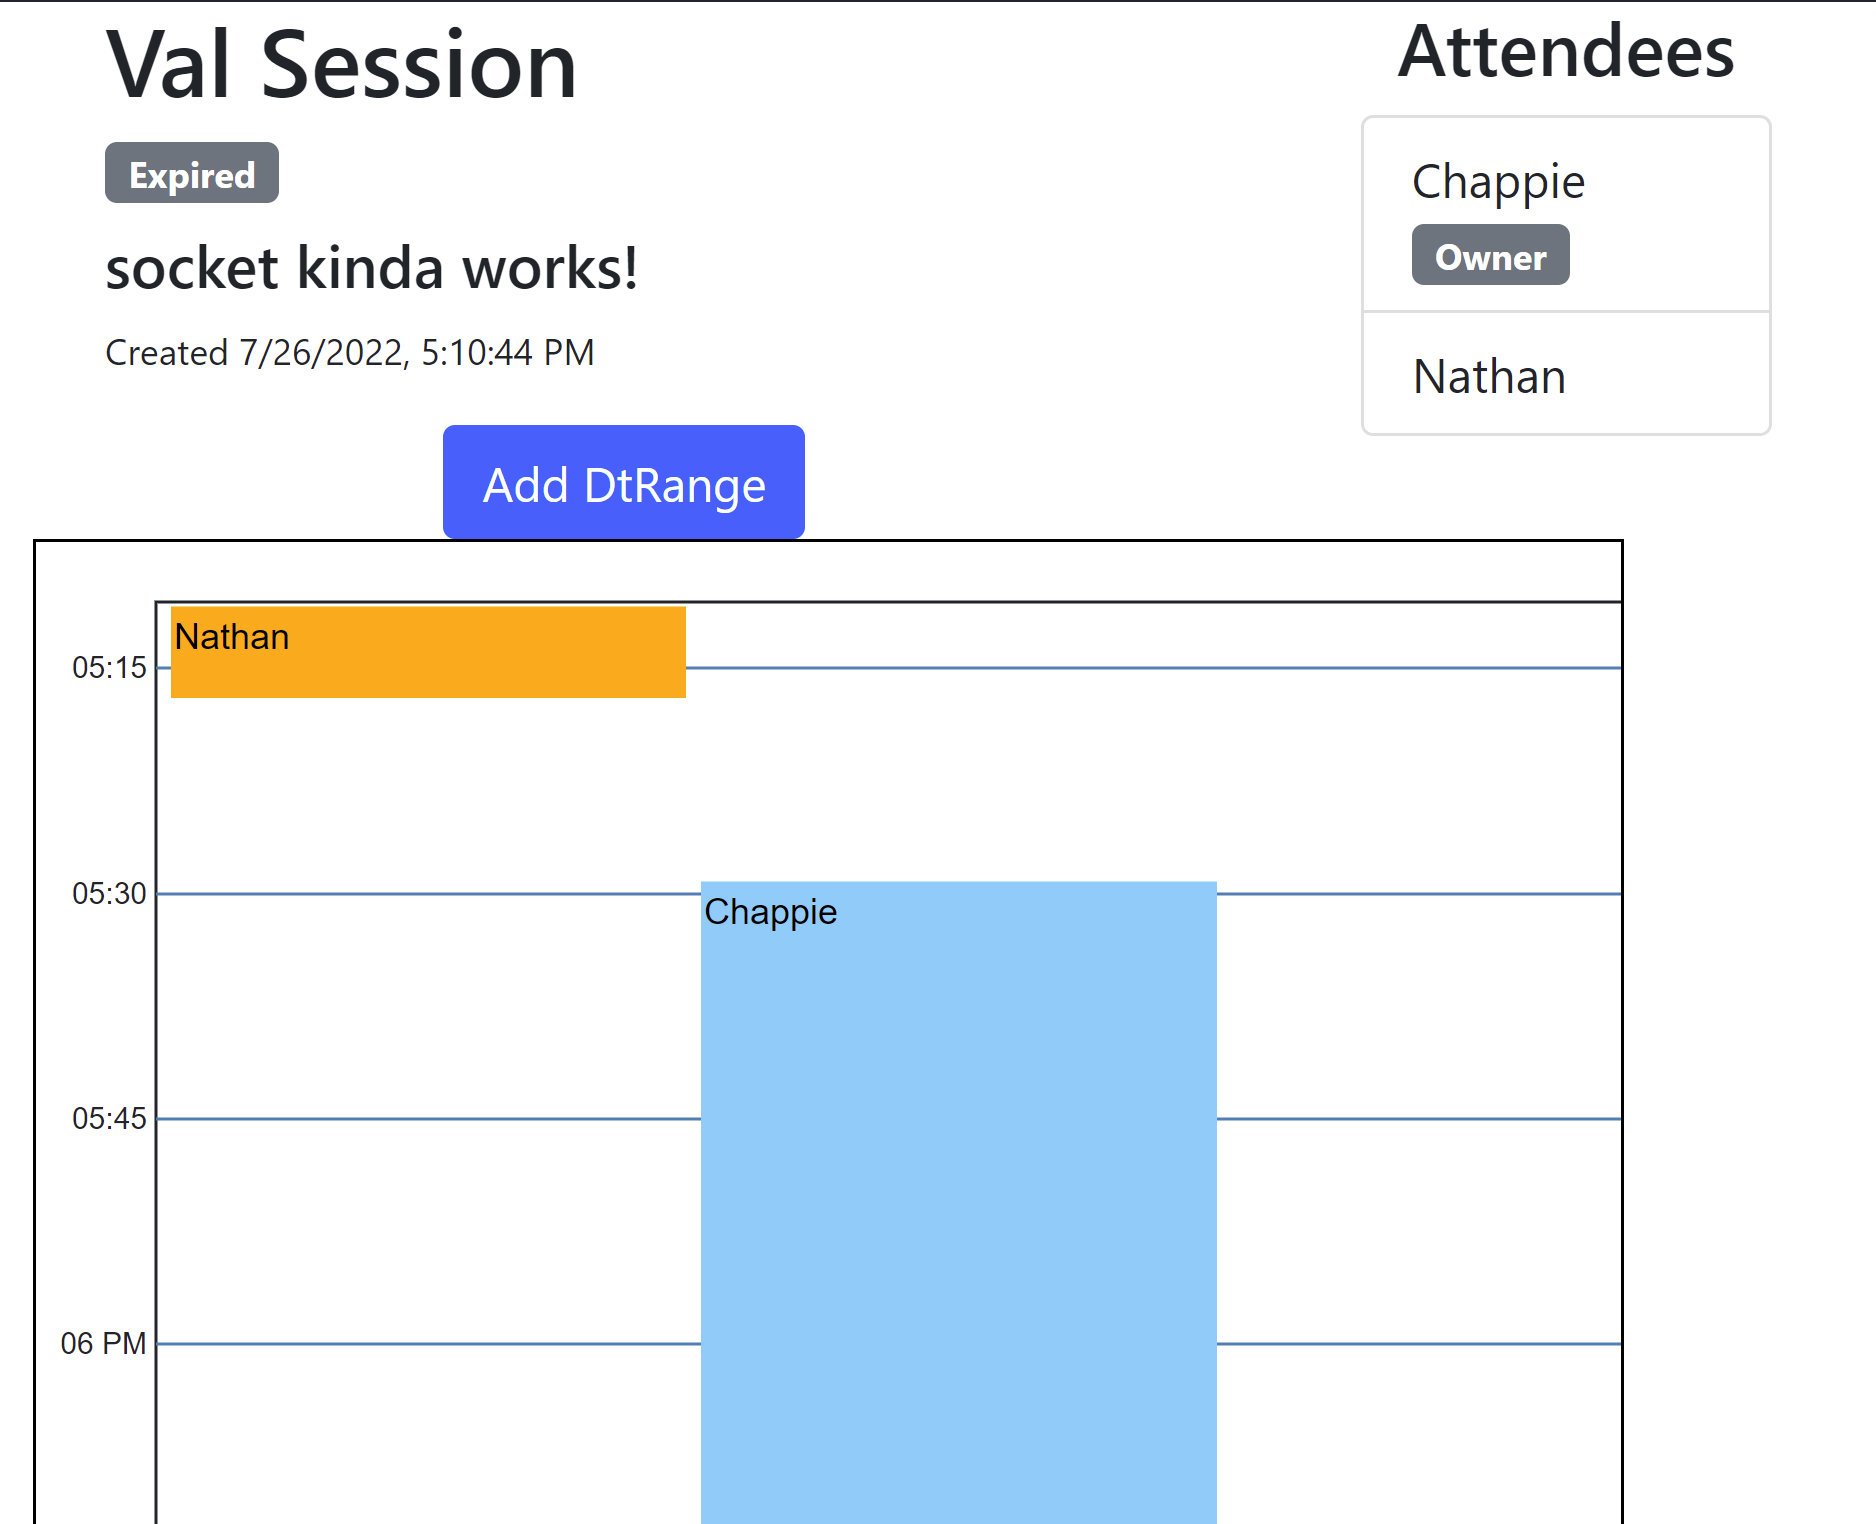 Val Session
Expired
socket kinda works!
Created 7/26/2022, 5:10:44 PM
Attendees
Chappie
Owner
Nathan
Add DtRange
Nathan
05:15
05:30
Chappie
05:45
06 PM